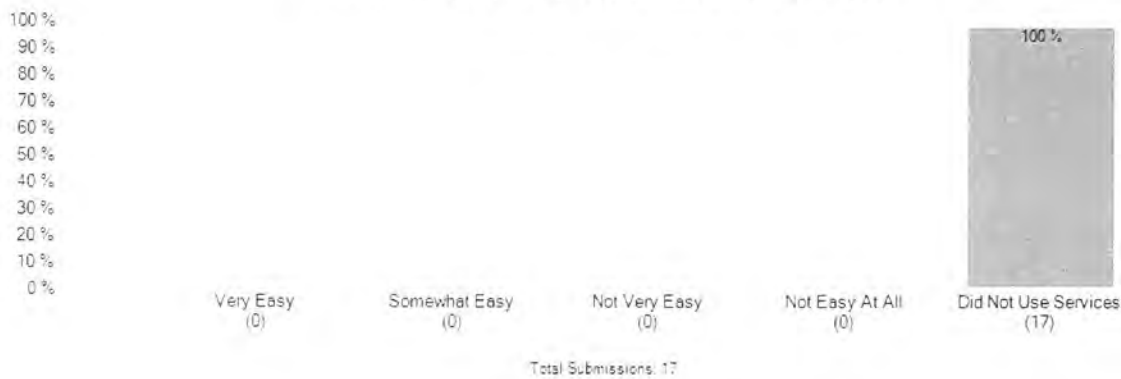 100 %
90 %
80 %
70 %
60 %
50 %
40 %
30 %
20 %
10 %
0 %
100 %
Very Easy
(0)
Somewhat Easy
(0)
Not Very Easy
(0)
Not Easy At All
(0)
Did Not Use Services
(17)
Total Submissions: 17